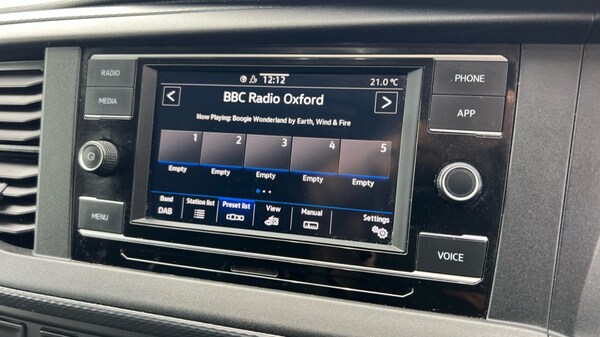 RADIO
MEDIA
MENU
12:12
21.0 °C
<
BBC Radio Oxford
>
Now Playing: Boogie Wonderland by Earth, Wind & Fire
1 2 3 4 5
Empty Empty Empty Empty Empty
Band Station list Preset list View Manual Settings
DAB
PHONE
APP
VOICE